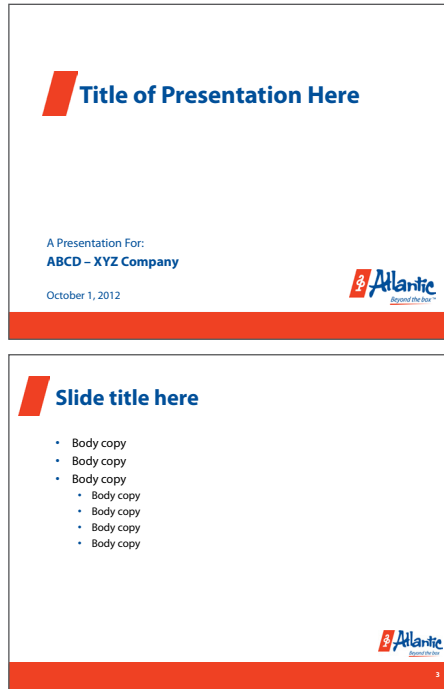 Title of Presentation Here
A Presentation For:
ABCD – XYZ Company
October 1, 2012
Atlantic
Beyond the box™
Slide title here
• Body copy
• Body copy
• Body copy
• Body copy
• Body copy
• Body copy
• Body copy
Atlantic
Beyond the box
3